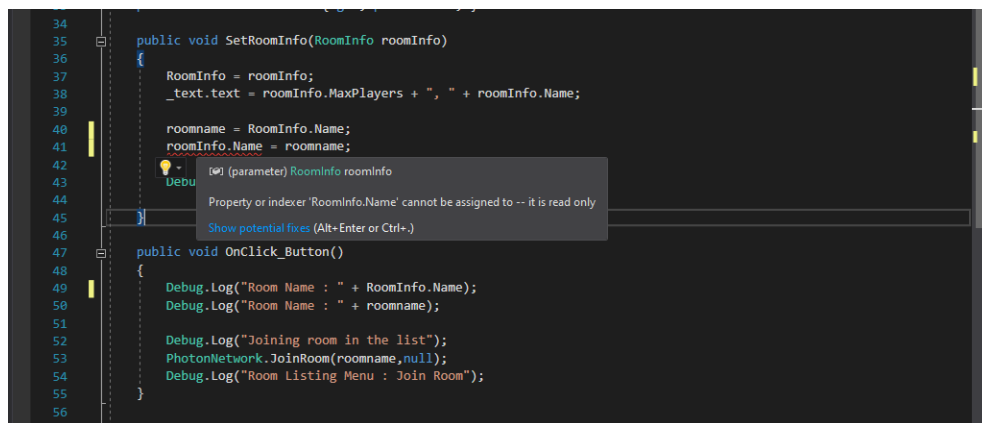 34
35 public void SetRoomInfo(RoomInfo roomInfo)
36 {
37 RoomInfo = roomInfo;
38 _text.text = roomInfo.MaxPlayers + ", " + roomInfo.Name;
39
40 roomname = RoomInfo.Name;
41 roomInfo.Name = roomname;
42 (parameter) RoomInfo roomInfo
43 Debu
Property or indexer 'RoomInfo.Name' cannot be assigned to -- it is read only
44
45 }
Show potential fixes (Alt+Enter or Ctrl+.)
46
47 public void OnClick_Button()
48 {
49 Debug.Log("Room Name : " + RoomInfo.Name);
50 Debug.Log("Room Name : " + roomname);
51
52 Debug.Log("Joining room in the list");
53 PhotonNetwork.JoinRoom(roomname,null);
54 Debug.Log("Room Listing Menu : Join Room");
55 }
56